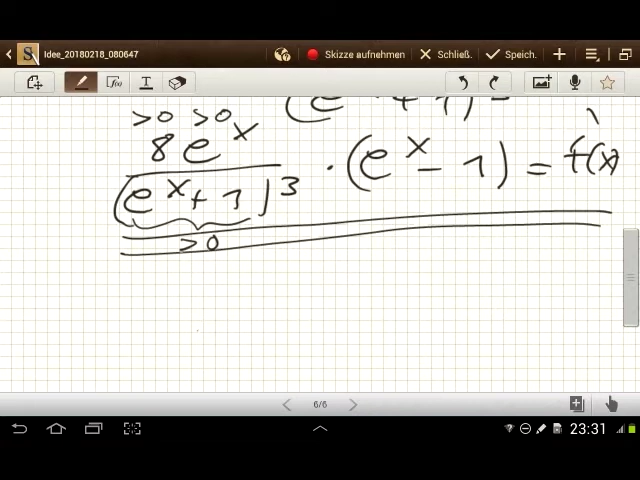 Idee_20180218_080647
Skizze aufnehmen
Schließ.
Speich.
f(x)
T
>0 >0
8e^x
(e^x+1)^3 · (e^x - 1) = f(x)
>0
6/6
23:31